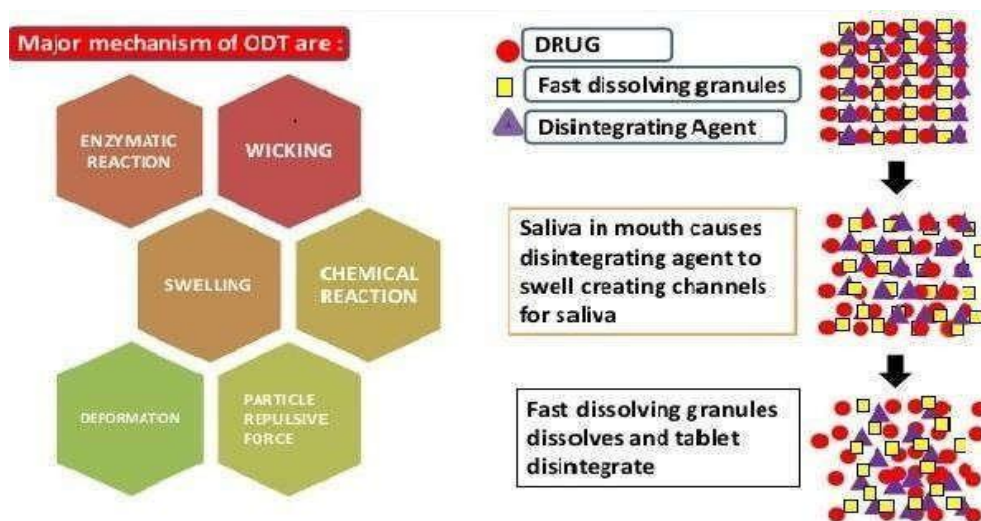 Major mechanism of ODT are :
ENZYMATIC
REACTION
WICKING
SWELLING
CHEMICAL
REACTION
DEFORMATION
PARTICLE
REPULSIVE
FORCE
DRUG
Fast dissolving granules
Disintegrating Agent
Saliva in mouth causes
disintegrating agent to
swell creating channels
for saliva
Fast dissolving granules
dissolves and tablet
disintegrate